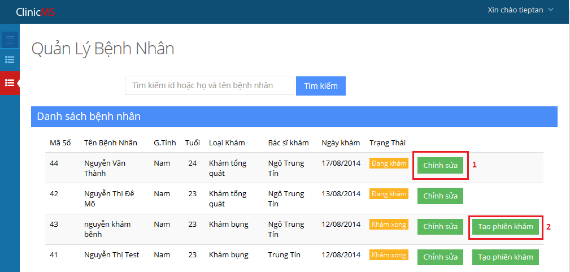 ClinicMS
Xin chào tieptan
Quản Lý Bệnh Nhân
Tìm kiếm id hoặc họ và tên bệnh nhân
Tìm kiếm
Danh sách bệnh nhân
Mã Số Tên Bệnh Nhân G.Tính Tuổi Loại Khám Bác sĩ khám Ngày khám Trạng Thái
44 Nguyễn Văn Thành Nam 24 Khám tổng quát Ngô Trung Tín 17/08/2014 Đang khám Chỉnh sửa 1
42 Nguyễn Thị Đê Mô Nam 23 Khám tổng quát Ngô Trung Tín 13/08/2014 Đang khám Chỉnh sửa
43 nguyễn khám bệnh Nam 23 Khám bụng Ngô Trung Tín 12/08/2014 Khám xong Chỉnh sửa Tạo phiên khám 2
41 Nguyễn Thị Test Nam 23 Khám bụng Trung Tín 12/08/2014 Khám xong Chỉnh sửa Tạo phiên khám